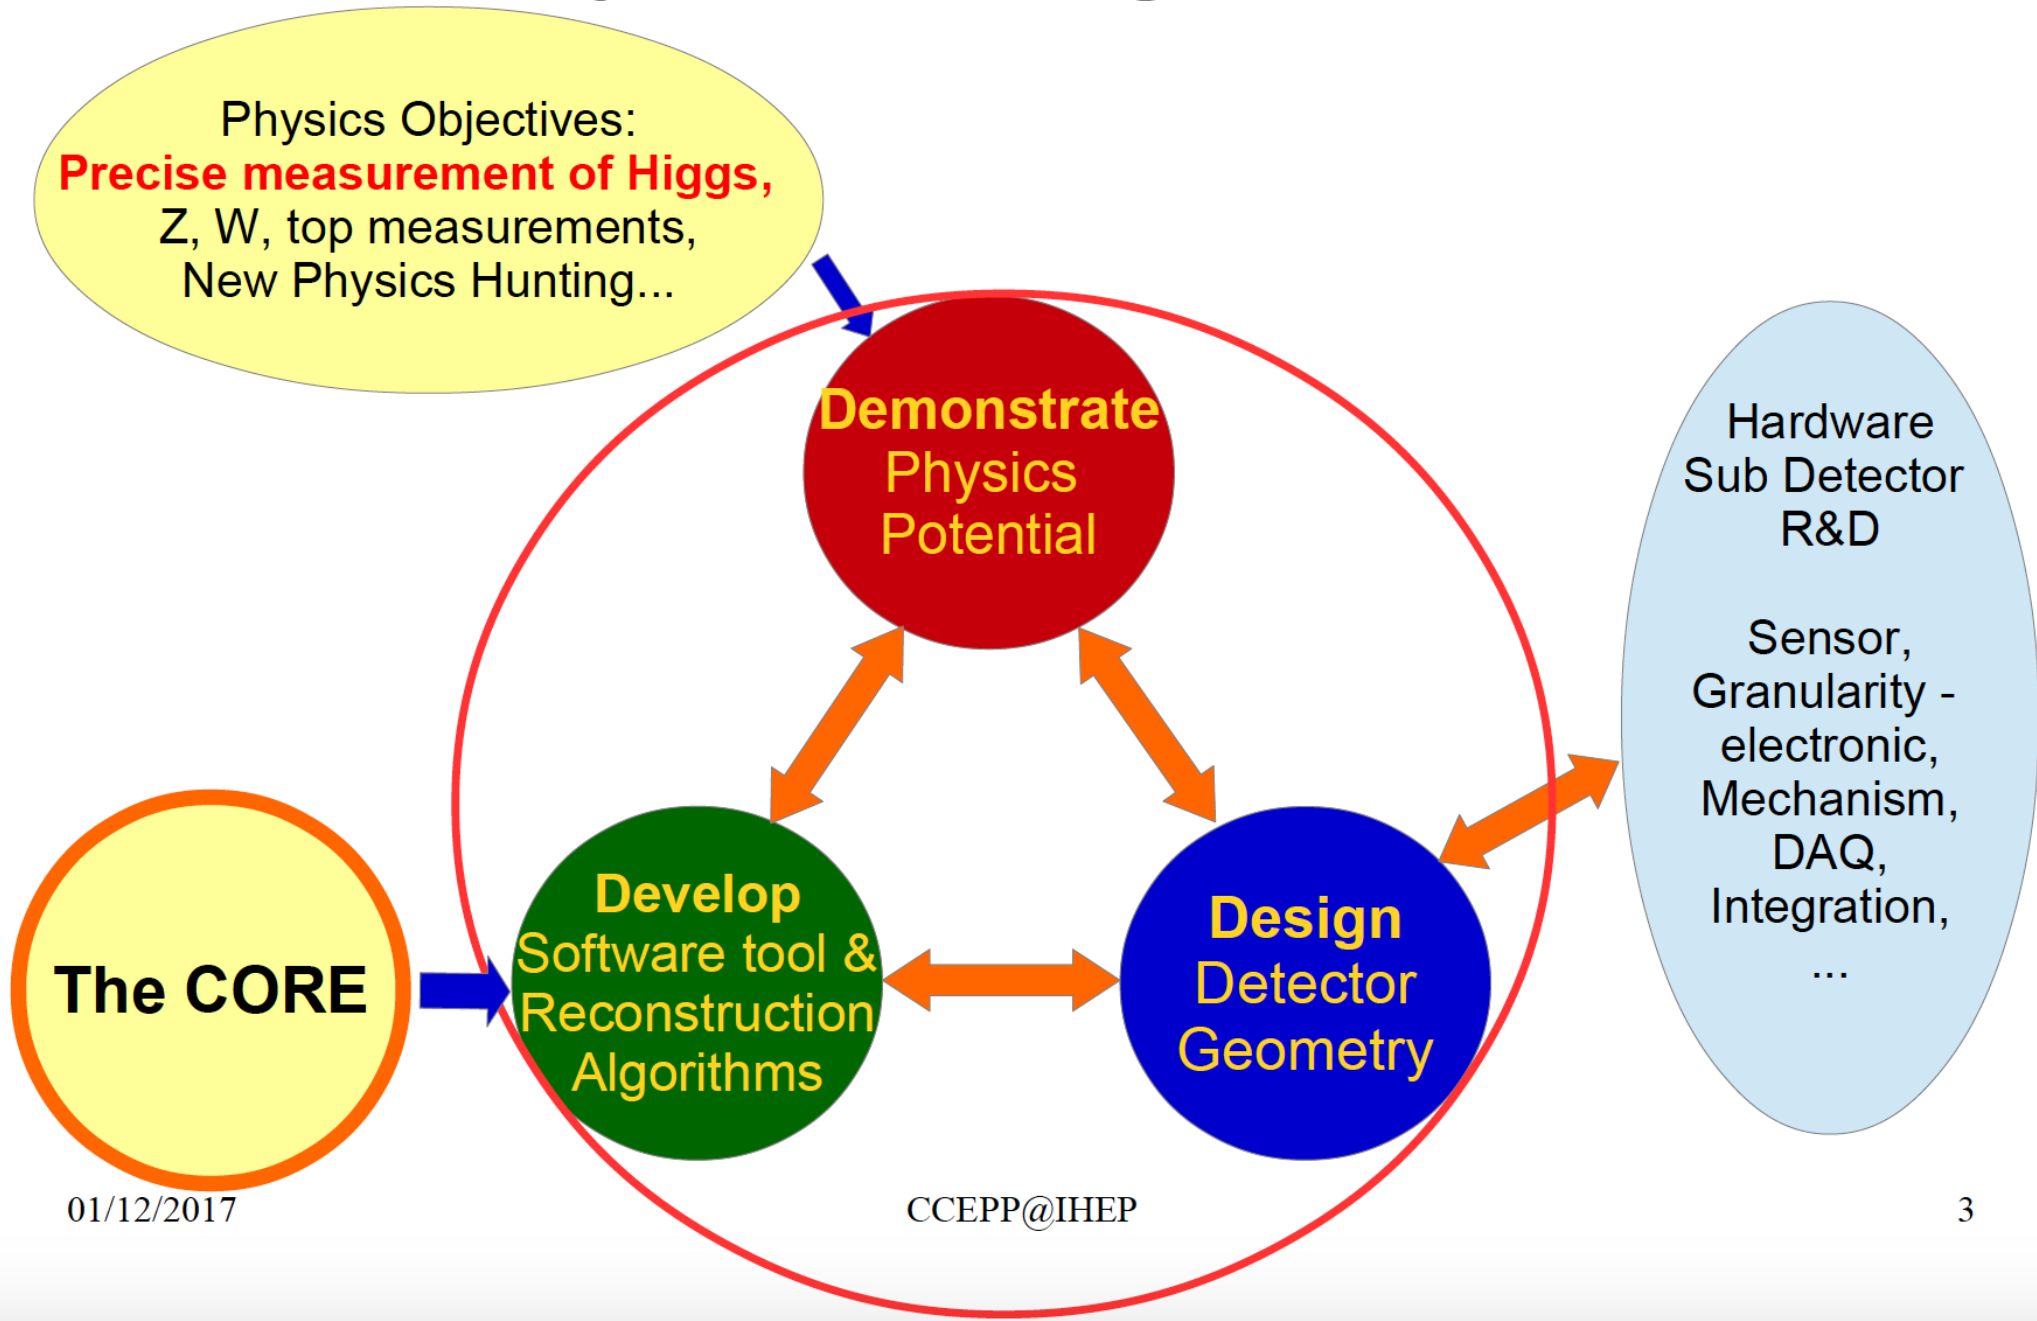 Physics Objectives:
Precise measurement of Higgs,
Z, W, top measurements,
New Physics Hunting...
Demonstrate
Physics
Potential
Hardware
Sub Detector
R&D
Sensor,
Granularity -
electronic,
Mechanism,
DAQ,
Integration,
...
The CORE
Develop
Software tool &
Reconstruction
Algorithms
Design
Detector
Geometry
01/12/2017
CCEPP@IHEP
3